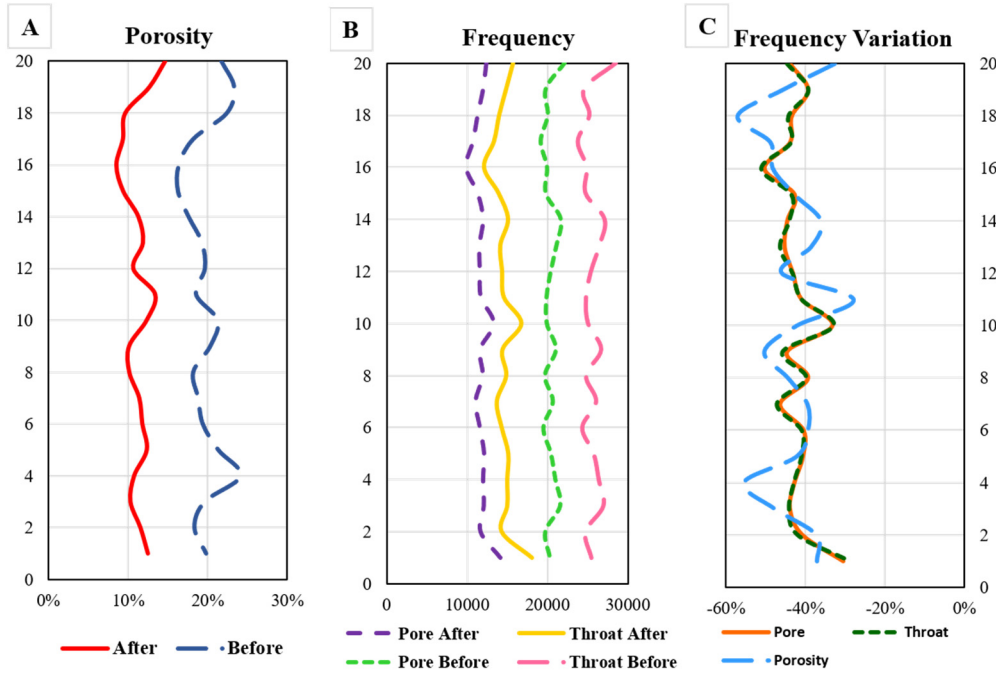 A
Porosity
20
18
16
14
12
10
8
6
4
2
0
0% 10% 20% 30%
After Before
B
Frequency
20
18
16
14
12
10
8
6
4
2
0
0 10000 20000 30000
Pore After Throat After
Pore Before Throat Before
C
Frequency Variation
20
18
16
14
12
10
8
6
4
2
0
-60% -40% -20% 0%
Pore Throat
Porosity